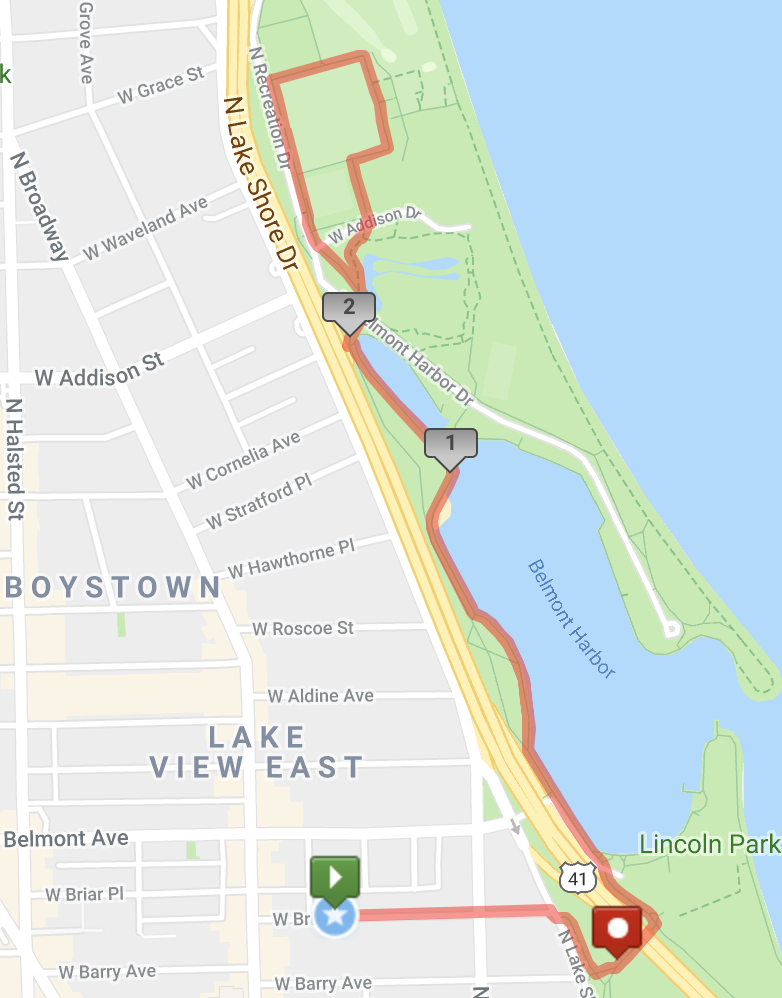 Grove Ave
k
W Grace St
N Recreation Dr
N Lake Shore Dr
N Broadway
W Waveland Ave
W Addison Dr
2
W Addison St
lmont Harbor Dr
N Halsted St
1
W Cornelia Ave
W Stratford Pl
W Hawthorne Pl
BOYSTOWN
Belmont Harbor
W Roscoe St
W Aldine Ave
LAKE
VIEW EAST
Belmont Ave
Lincoln Park
41
W Briar Pl
W Br
N Lake S
W Barry Ave
W Barry Ave
N